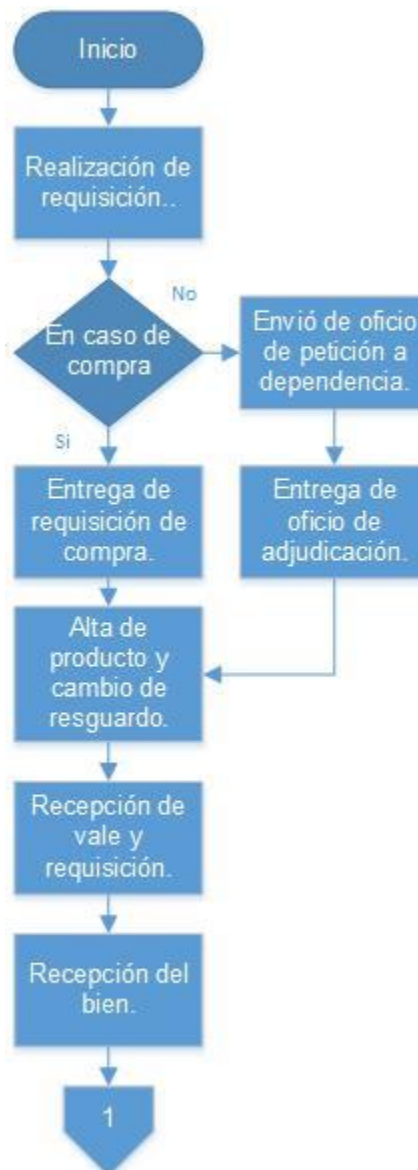 Inicio
Realización de
requisición..
En caso de
compra
No
Envió de oficio
de petición a
dependencia.
Si
Entrega de
requisición de
compra.
Entrega de
oficio de
adjudicación.
Alta de
producto y
cambio de
resguardo.
Recepción de
vale y
requisición.
Recepción del
bien.
1